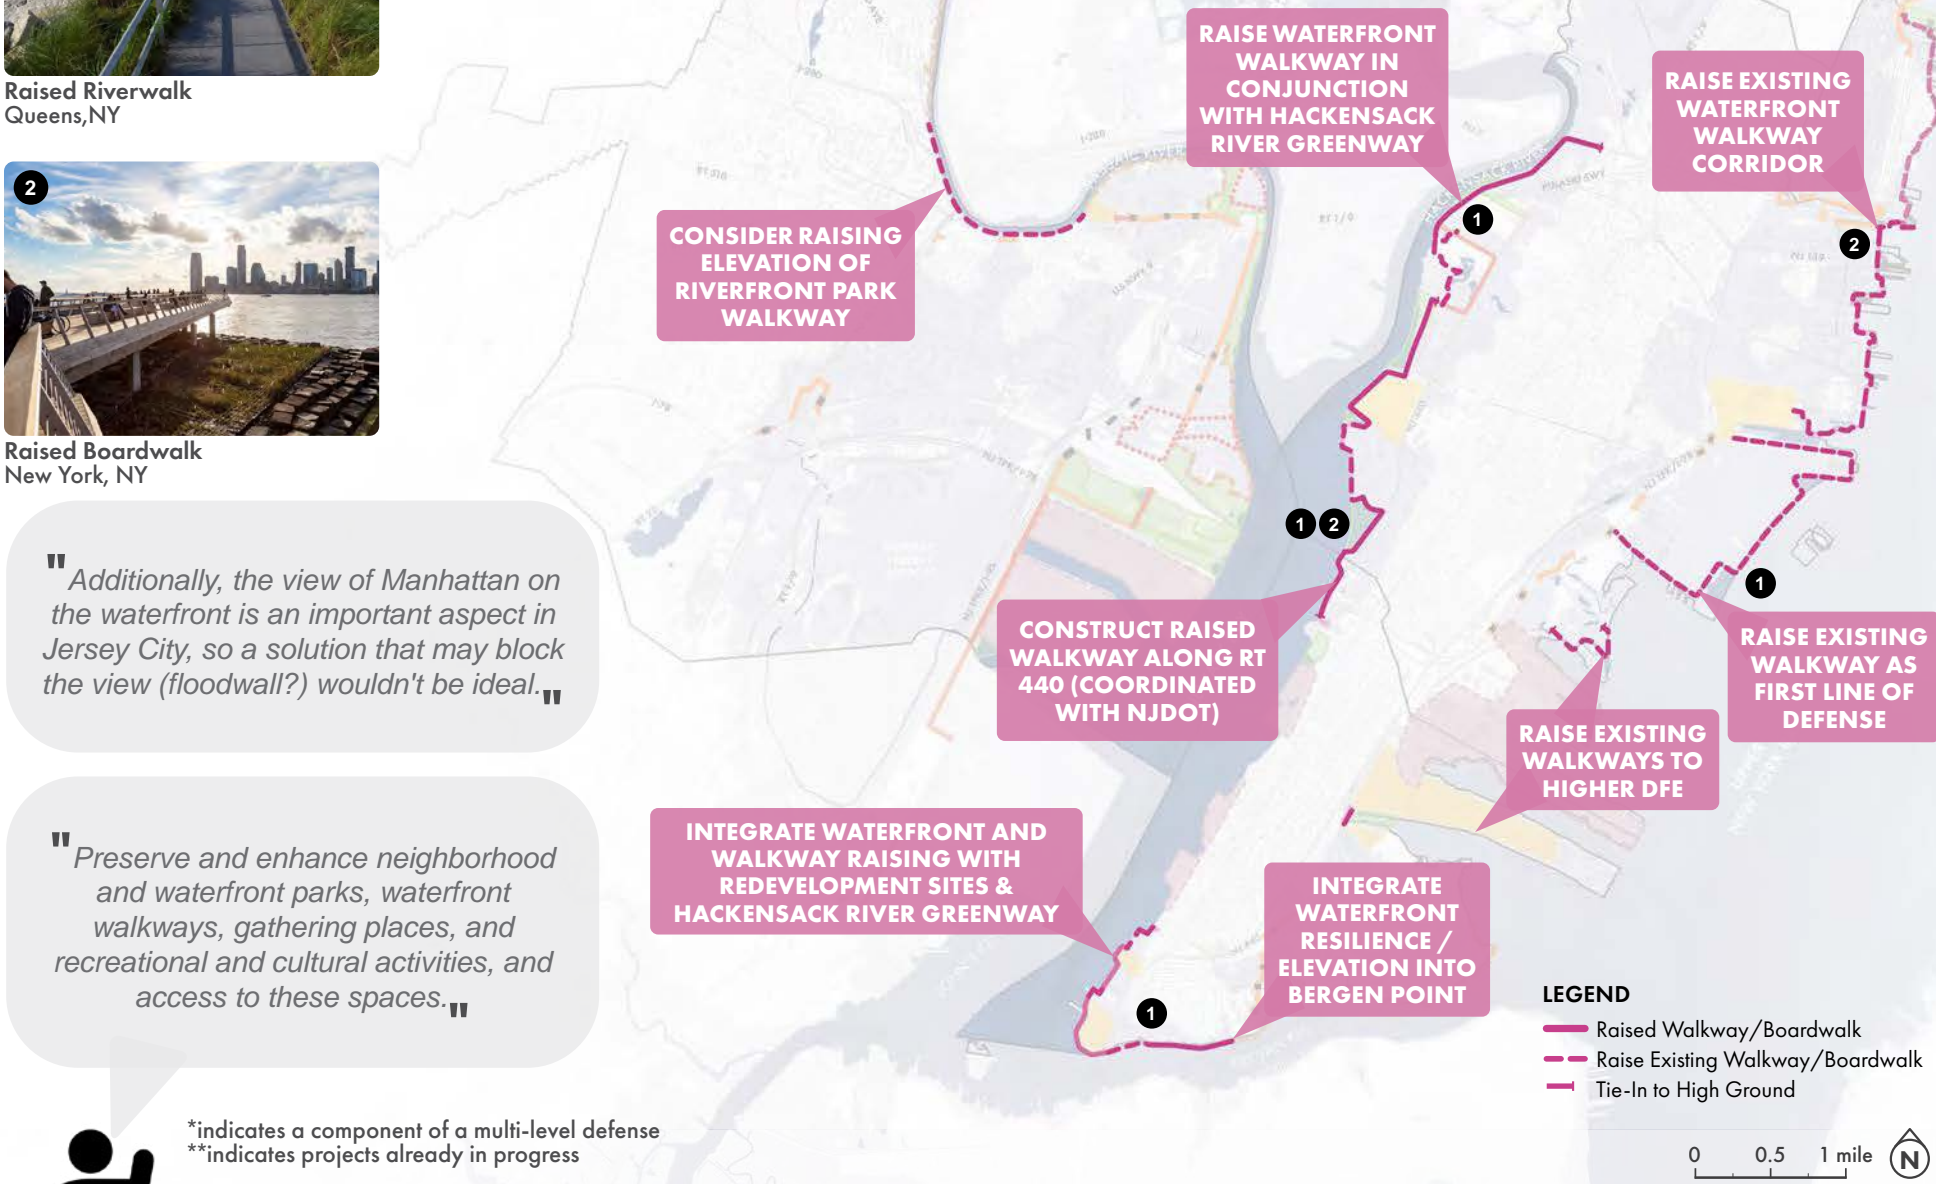 Raised Riverwalk
Queens,NY
2
Raised Boardwalk
New York, NY
"Additionally, the view of Manhattan on
the waterfront is an important aspect in
Jersey City, so a solution that may block
the view (floodwall?) wouldn't be ideal."
"Preserve and enhance neighborhood
and waterfront parks, waterfront
walkways, gathering places, and
recreational and cultural activities, and
access to these spaces."
*indicates a component of a multi-level defense
**indicates projects already in progress
RAISE WATERFRONT
WALKWAY IN
CONJUNCTION
WITH HACKENSACK
RIVER GREENWAY
RAISE EXISTING
WATERFRONT
WALKWAY
CORRIDOR
CONSIDER RAISING
ELEVATION OF
RIVERFRONT PARK
WALKWAY
1
2
1 2
1
CONSTRUCT RAISED
WALKWAY ALONG RT
440 (COORDINATED
WITH NJDOT)
RAISE EXISTING
WALKWAY AS
FIRST LINE OF
DEFENSE
RAISE EXISTING
WALKWAYS TO
HIGHER DFE
INTEGRATE WATERFRONT AND
WALKWAY RAISING WITH
REDEVELOPMENT SITES &
HACKENSACK RIVER GREENWAY
INTEGRATE
WATERFRONT
RESILIENCE /
ELEVATION INTO
BERGEN POINT
1
HACKENSACK RIVER
RT 1/9
I-280
LEGEND
Raised Walkway/Boardwalk
Raise Existing Walkway/Boardwalk
Tie-In to High Ground
0 0.5 1 mile
N